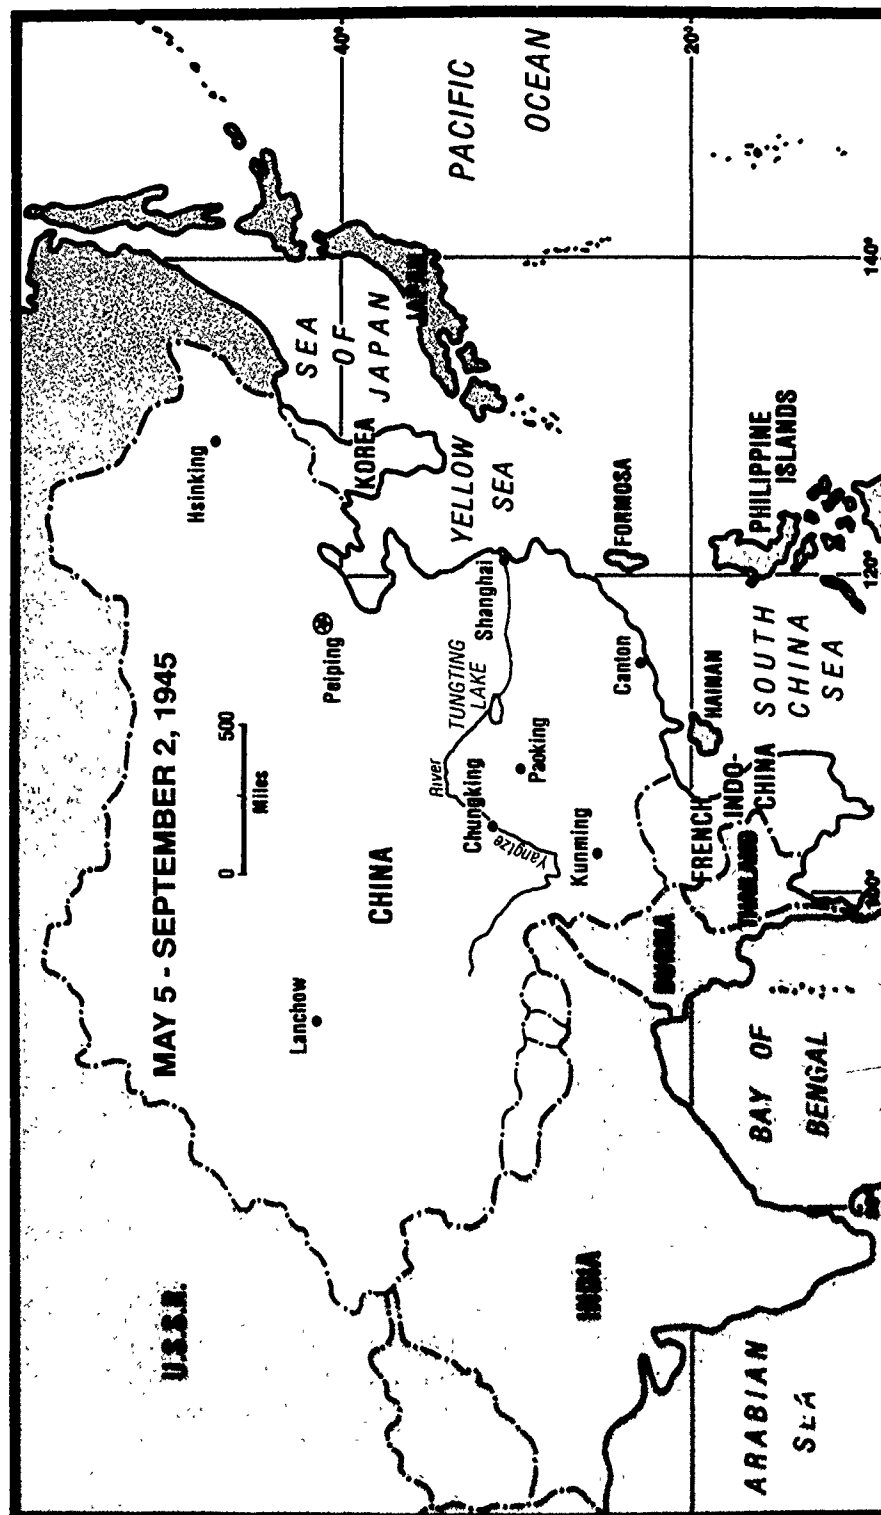 MAY 5 - SEPTEMBER 2, 1945
0 500
Miles
U.S.S.R.
CHINA
Hsinking
Peiping
Lanchow
KOREA
SEA
OF
JAPAN
JAPAN
YELLOW
SEA
PACIFIC
OCEAN
40°
20°
140°
120°
100°
River
TUNGTING
LAKE
Shanghai
Chungking
Yangtze
Paoking
Kunming
Canton
FORMOSA
HAINAN
PHILIPPINE
ISLANDS
SOUTH
CHINA
SEA
FRENCH
INDO-
CHINA
THAILAND
BURMA
INDIA
BAY OF
BENGAL
ARABIAN
SEA